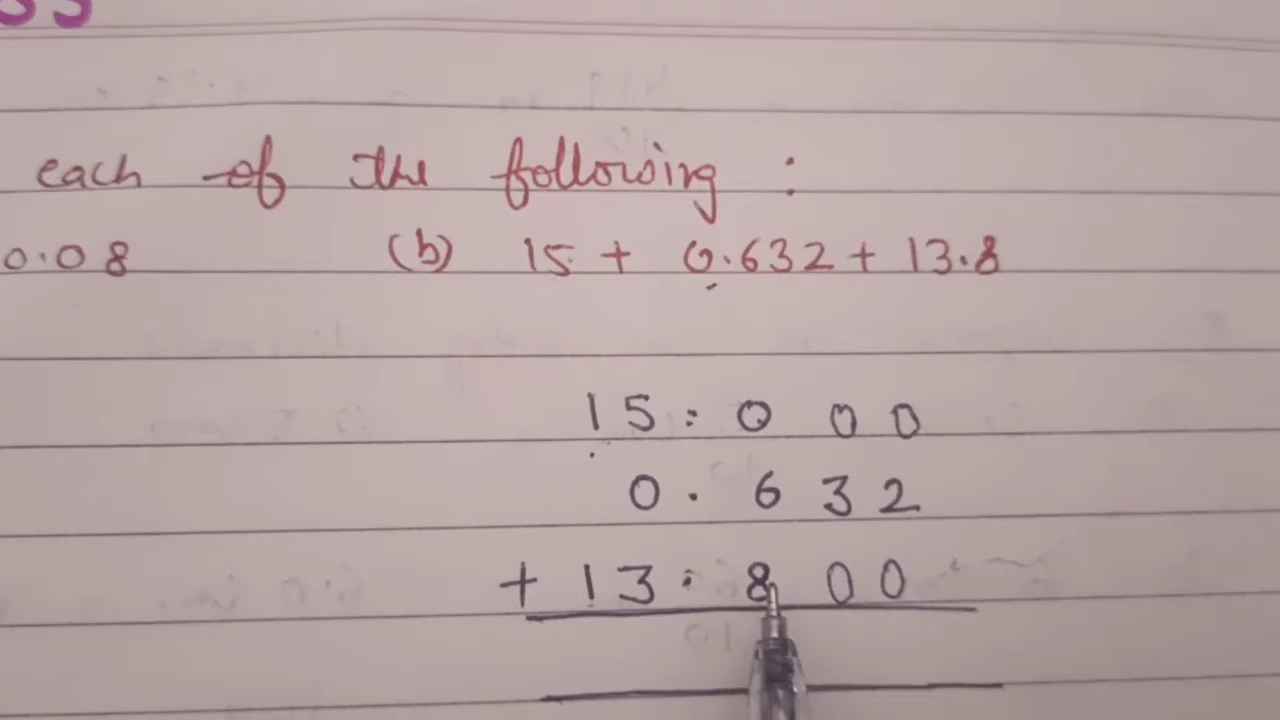 each of the following :
0.08 (b) 15 + 0.632 + 13.8
15.000
0.632
+ 13.800